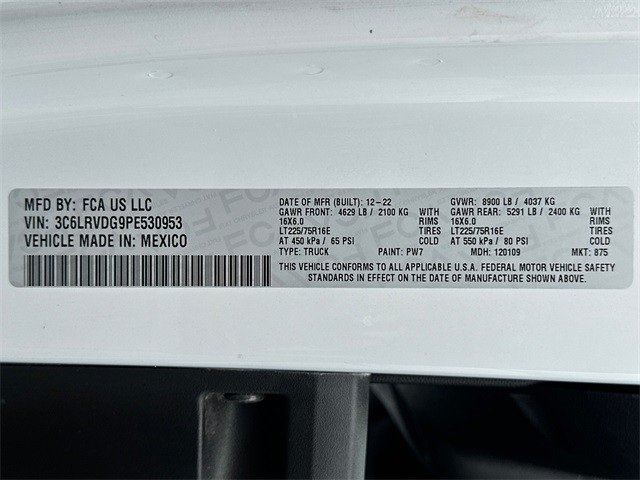 MFD BY: FCA US LLC
VIN: 3C6LRVDG9PE530953
VEHICLE MADE IN: MEXICO
DATE OF MFR (BUILT): 12-22 GVWR: 8900 LB / 4037 KG
GAWR FRONT: 4629 LB / 2100 KG WITH GAWR REAR: 5291 LB / 2400 KG WITH
16X6.0 RIMS 16X6.0 RIMS
LT225/75R16E TIRES LT225/75R16E TIRES
AT 450 kPa / 65 PSI COLD AT 550 kPa / 80 PSI COLD
TYPE: TRUCK PAINT: PW7 MDH: 120109 MKT: 875
THIS VEHICLE CONFORMS TO ALL APPLICABLE U.S.A. FEDERAL MOTOR VEHICLE SAFETY
STANDARDS IN EFFECT ON THE DATE OF MANUFACTURE SHOWN ABOVE.